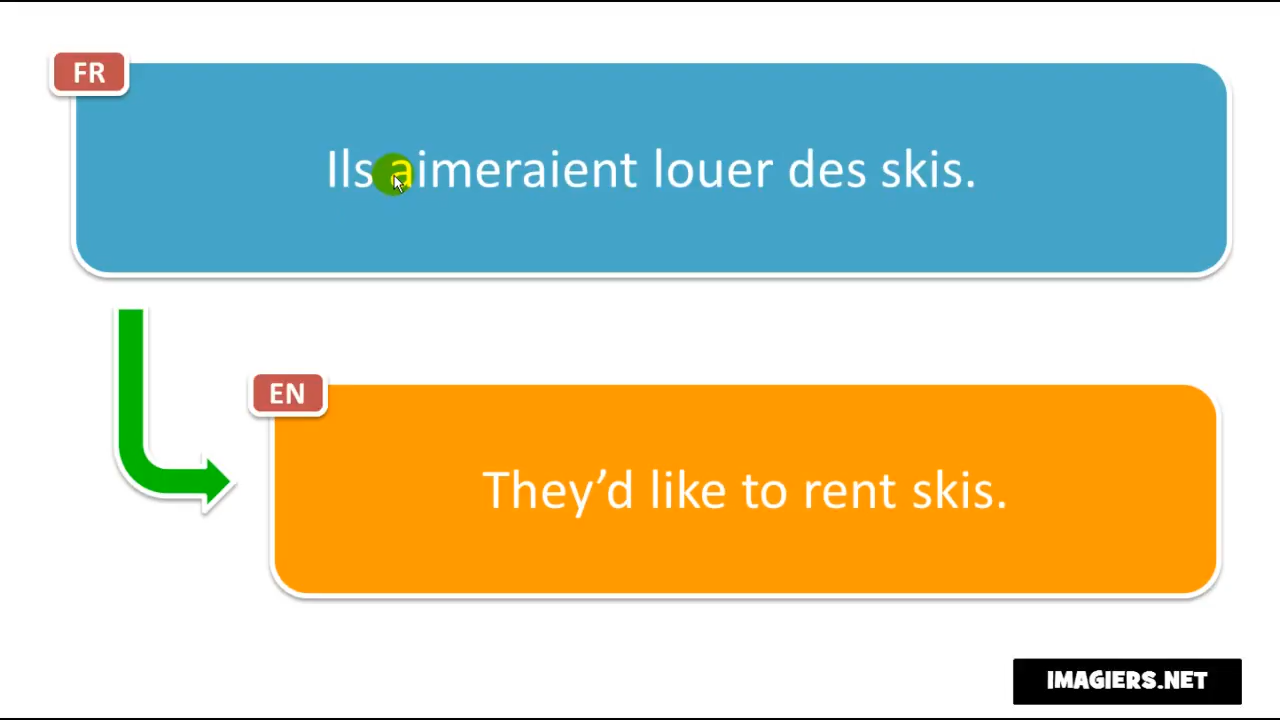 FR
Ils aimeraient louer des skis.
EN
They’d like to rent skis.
IMAGIERS.NET